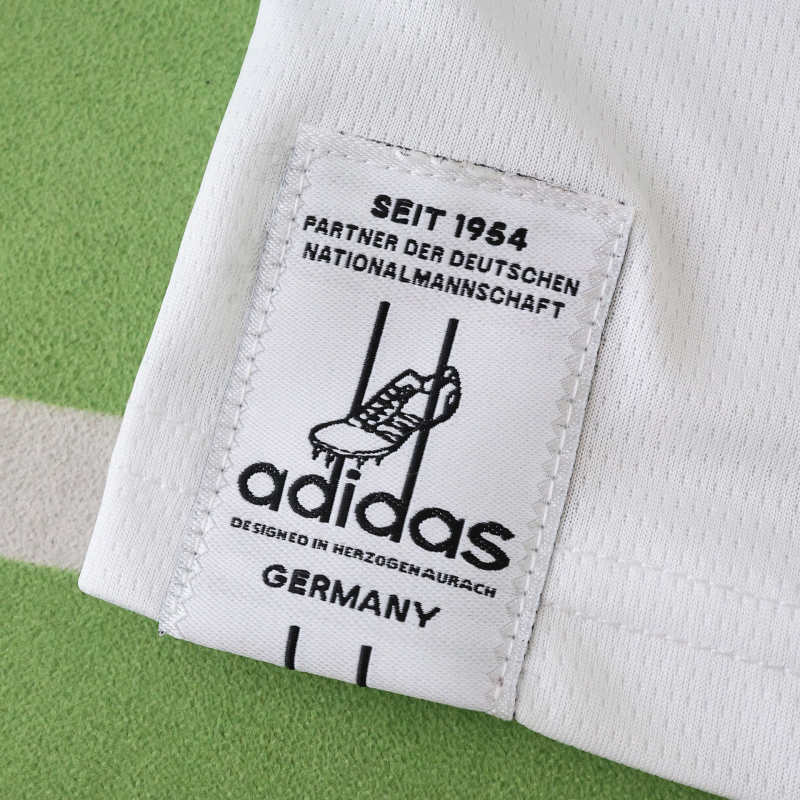 SEIT 1954
PARTNER DER DEUTSCHEN
NATIONALMANNSCHAFT
adidas
DESIGNED IN HERZOGENAURACH
GERMANY